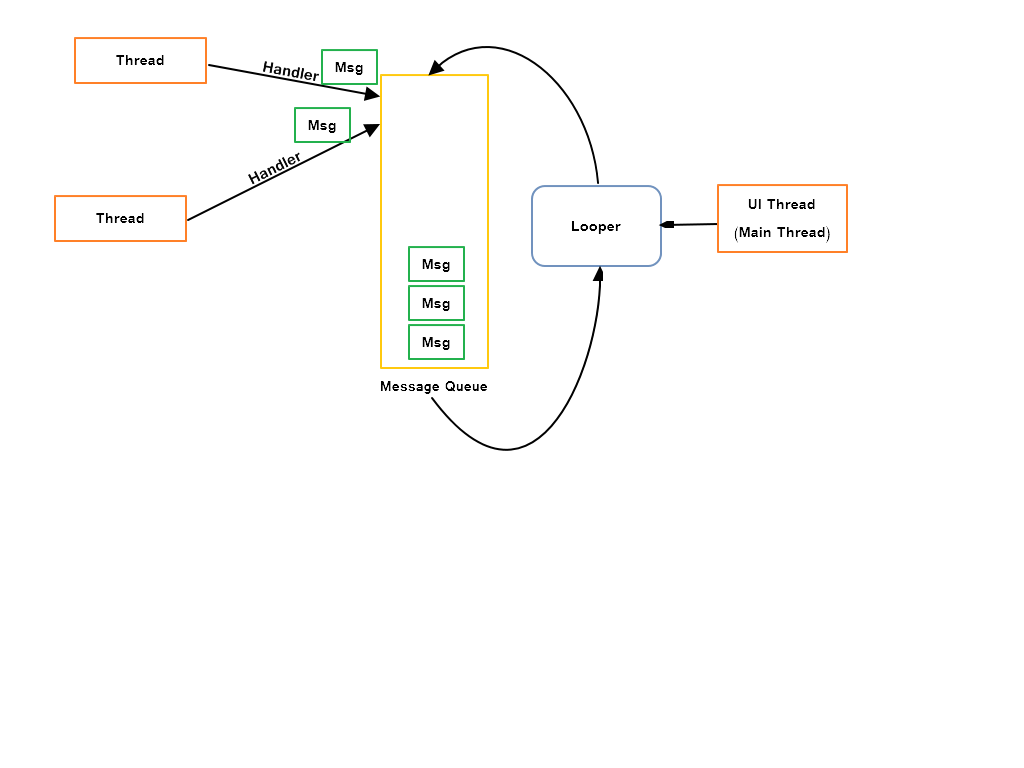 Thread
Handler
Msg
Msg
Handler
Thread
Looper
UI Thread
(Main Thread)
Msg
Msg
Msg
Message Queue